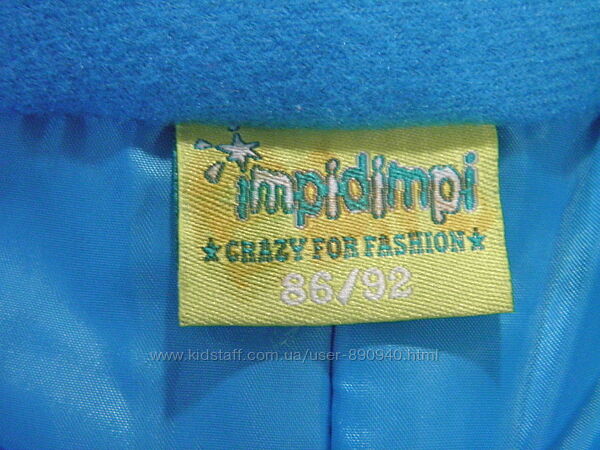 impidimpi
★ CRAZY FOR FASHION ★
86/92
www.kidstaff.com.ua/user-890940.html